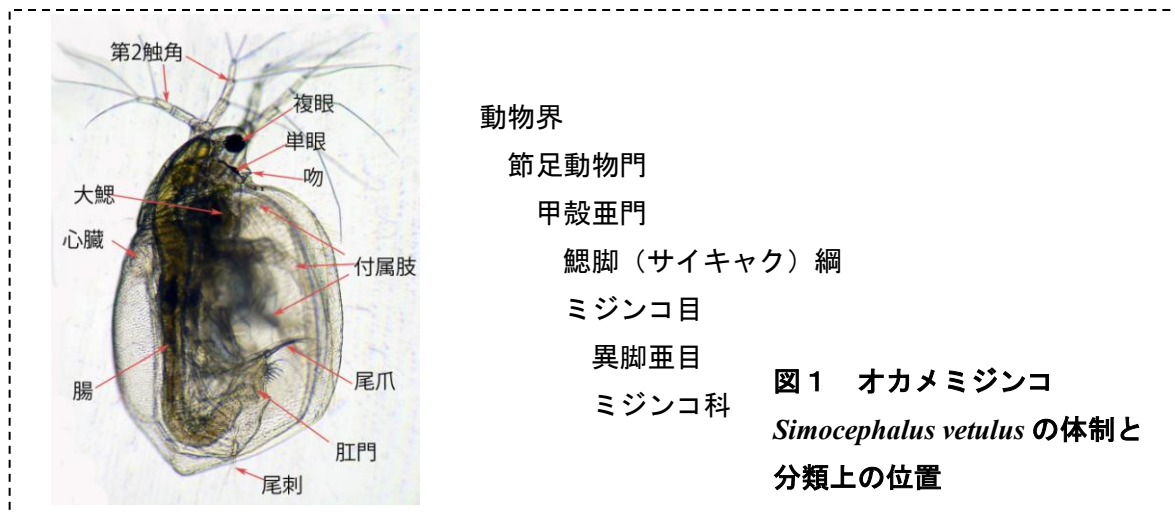 第2触角
複眼
単眼
吻
大鰓
心臓
付属肢
腸
尾爪
肛門
尾刺
動物界
節足動物門
甲殻亜門
鰓脚（サイキャク）綱
ミジンコ目
異脚亜目
ミジンコ科
図１　オカメミジンコ
Simocephalus vetulus の体制と
分類上の位置